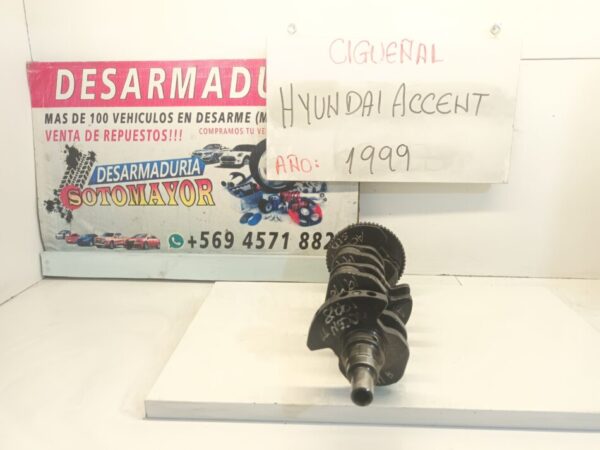 CIGUEÑAL
HYUNDAI ACCENT
AÑO: 1999
DESARMADU
MAS DE 100 VEHICULOS EN DESARME (M
VENTA DE REPUESTOS!!!
COMPRAMOS TU VE
DESARMADURIA
SOTOMAYOR
+569 4571 882